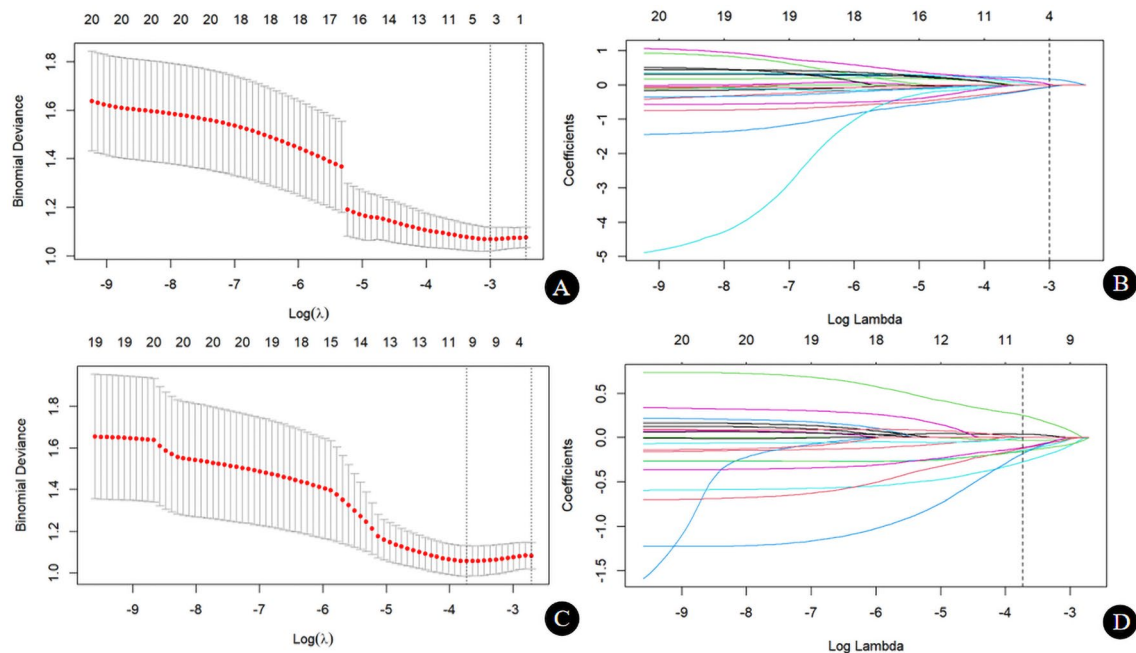 20 20 20 20 18 18 18 17 16 14 13 11 5 3 1
Binomial Deviance
1.8
1.6
1.4
1.2
1.0
-9 -8 -7 -6 -5 -4 -3
Log(λ)
A
20 19 19 18 16 11 4
Coefficients
1
0
-1
-2
-3
-4
-5
-9 -8 -7 -6 -5 -4 -3
Log Lambda
B
19 19 20 20 20 20 19 18 15 13 13 11 9 9 4
Binomial Deviance
1.8
1.6
1.4
1.2
1.0
-9 -8 -7 -6 -5 -4 -3
Log(λ)
C
20 20 19 18 12 11 9
Coefficients
0.5
0.0
-0.5
-1.0
-1.5
-9 -8 -7 -6 -5 -4 -3
Log Lambda
D